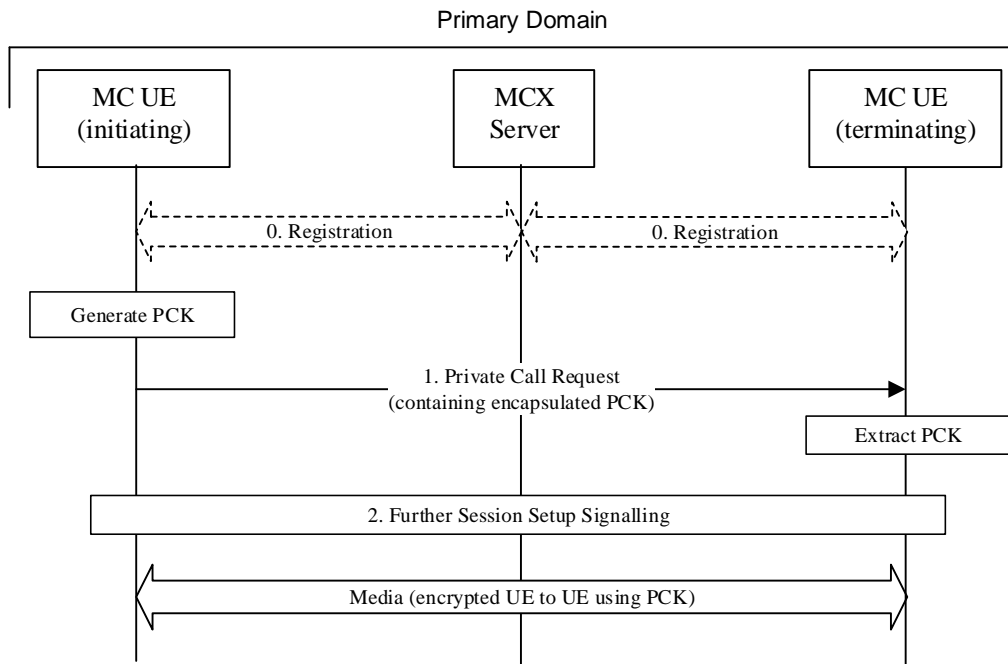 Primary Domain
MC UE
(initiating)
MCX
Server
MC UE
(terminating)
0. Registration
0. Registration
Generate PCK
1. Private Call Request
(containing encapsulated PCK)
Extract PCK
2. Further Session Setup Signalling
Media (encrypted UE to UE using PCK)